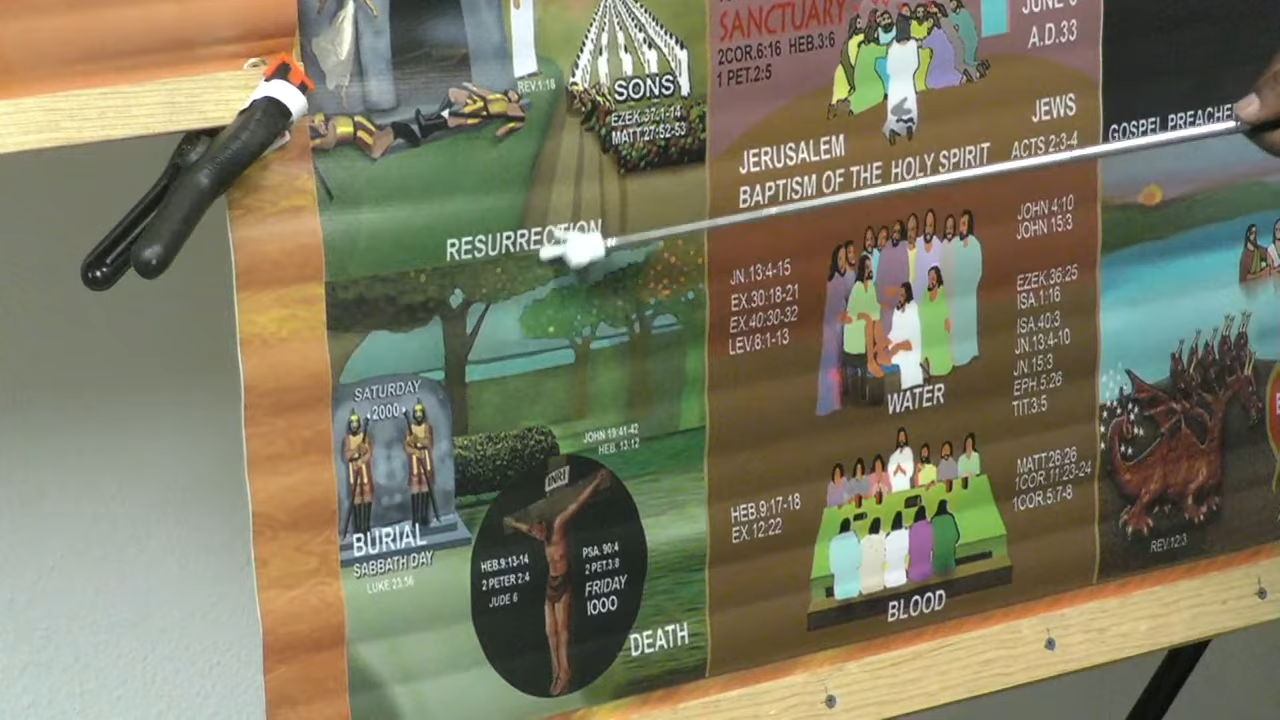 REV.1:18
SONS
EZEK.37:1-14
MATT.27:52-53
RESURRECTION
SATURDAY
2000
BURIAL
SABBATH DAY
LUKE 23:56
JOHN 19:41-42
HEB. 13:12
INRI
HEB.9:13-14
2 PETER 2:4
JUDE 6
PSA. 90:4
2 PET.3:8
FRIDAY
1000
DEATH
SANCTUARY
2COR.6:16 HEB.3:6
1 PET.2:5
A.D.33
JEWS
JERUSALEM
BAPTISM OF THE HOLY SPIRIT
ACTS 2:3-4
JN.13:4-15
EX.30:18-21
EX.40:30-32
LEV.8:1-13
JOHN 4:10
JOHN 15:3
EZEK.36:25
ISA.1:16
ISA.40:3
JN.13:4-10
JN.15:3
EPH.5:26
TIT.3:5
WATER
HEB.9:17-18
EX.12:22
MATT.26:26
1COR.11:23-24
1COR.5:7-8
BLOOD
GOSPEL PREACHE
REV.12:3